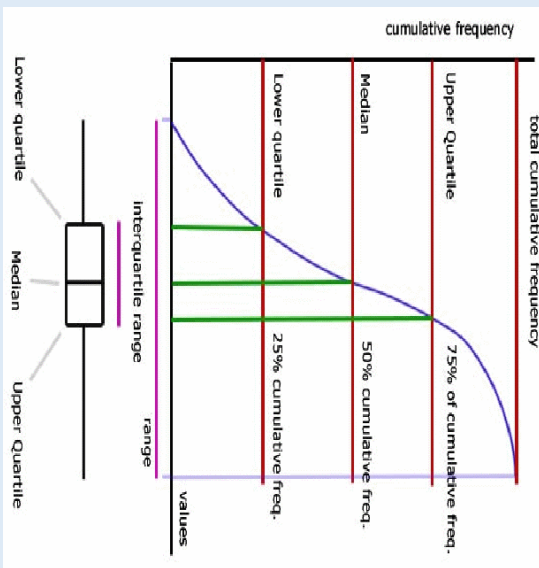 cumulative frequency
total cumulative frequency
Upper Quartile
75% of cumulative freq.
Median
50% cumulative freq.
Lower quartile
25% cumulative freq.
values
range
interquartile range
Lower quartile
Median
Upper Quartile